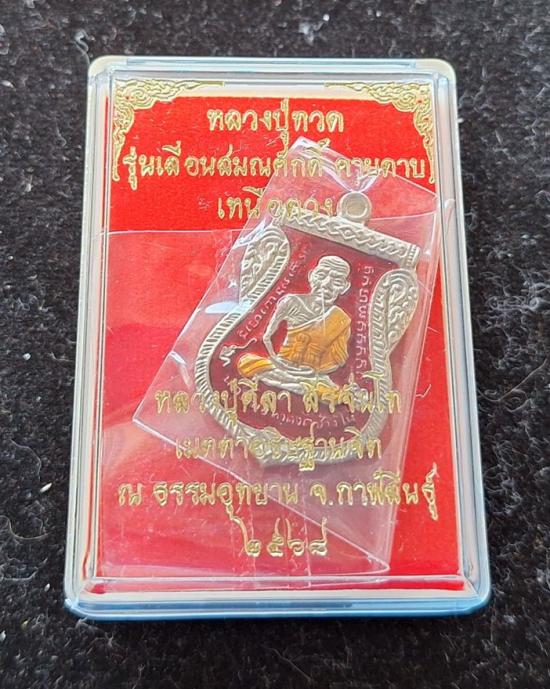 หลวงปู่ทวด
(รุ่นเลื่อนสมณศักดิ์ คาบดาบ)
เหนือดวง
หลวงปู่ศิลา สิริจันโท
เมตตาอธิษฐานจิต
ณ ธรรมอุทยาน จ.กาฬสินธุ์
๒๕๖๘